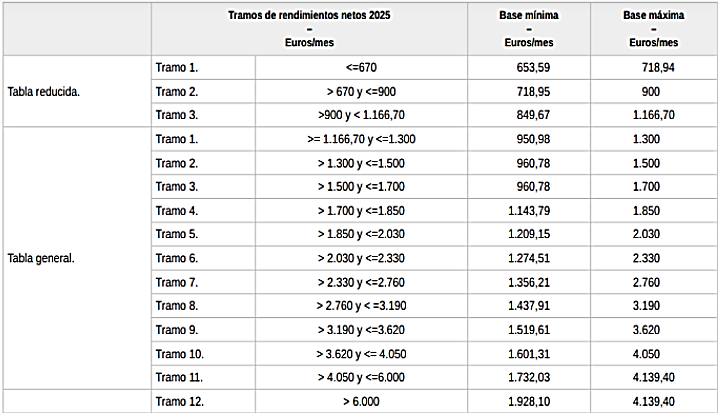 Tramos de rendimientos netos 2025
–
Euros/mes
Base mínima
–
Euros/mes
Base máxima
–
Euros/mes
Tabla reducida.
Tramo 1. <=670 653,59 718,94
Tramo 2. > 670 y <=900 718,95 900
Tramo 3. >900 y < 1.166,70 849,67 1.166,70
Tabla general.
Tramo 1. >= 1.166,70 y <=1.300 950,98 1.300
Tramo 2. > 1.300 y <=1.500 960,78 1.500
Tramo 3. > 1.500 y <=1.700 960,78 1.700
Tramo 4. > 1.700 y <=1.850 1.143,79 1.850
Tramo 5. > 1.850 y <=2.030 1.209,15 2.030
Tramo 6. > 2.030 y <=2.330 1.274,51 2.330
Tramo 7. > 2.330 y <=2.760 1.356,21 2.760
Tramo 8. > 2.760 y < =3.190 1.437,91 3.190
Tramo 9. > 3.190 y <=3.620 1.519,61 3.620
Tramo 10. > 3.620 y <= 4.050 1.601,31 4.050
Tramo 11. > 4.050 y <=6.000 1.732,03 4.139,40
Tramo 12. > 6.000 1.928,10 4.139,40